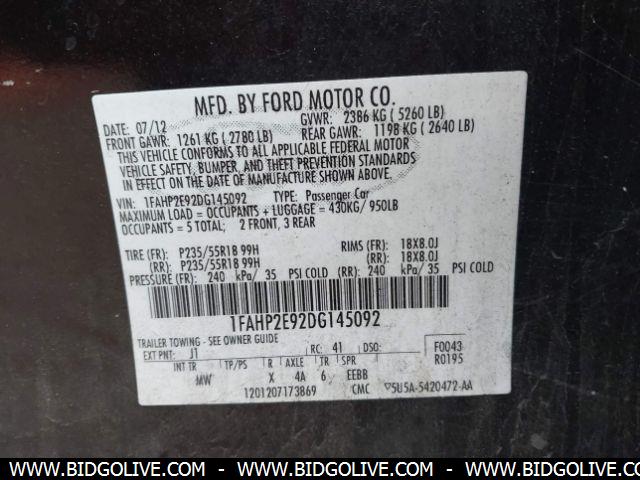 MFD. BY FORD MOTOR CO.
DATE: 07/12 GVWR: 2386 KG ( 5260 LB)
FRONT GAWR: 1261 KG ( 2780 LB) REAR GAWR: 1198 KG ( 2640 LB)
THIS VEHICLE CONFORMS TO ALL APPLICABLE FEDERAL MOTOR
VEHICLE SAFETY, BUMPER, AND THEFT PREVENTION STANDARDS
IN EFFECT ON THE DATE OF MANUFACTURE SHOWN ABOVE.
VIN: 1FAHP2E92DG145092 TYPE: Passenger Car
MAXIMUM LOAD = OCCUPANTS + LUGGAGE = 430KG/ 950LB
OCCUPANTS = 5 TOTAL; 2 FRONT, 3 REAR
TIRE (FR): P235/55R18 99H RIMS (FR): 18X8.0J
(RR): P235/55R18 99H (RR): 18X8.0J
PRESSURE (FR): 240 kPa/ 35 PSI COLD (RR): 240 kPa/ 35 PSI COLD
1FAHP2E92DG145092
TRAILER TOWING - SEE OWNER GUIDE
EXT PNT: J1 RC: 41 DSO: F0043
R0195
INT TR TP/PS R AXLE TR SPR
MW X 4A 6 EEBB
1201207173869 CMC 5U5A-5420472-AA
WWW.BIDGOLIVE.COM - WWW.BIDGOLIVE.COM - WWW.BIDGOLIVE.COM